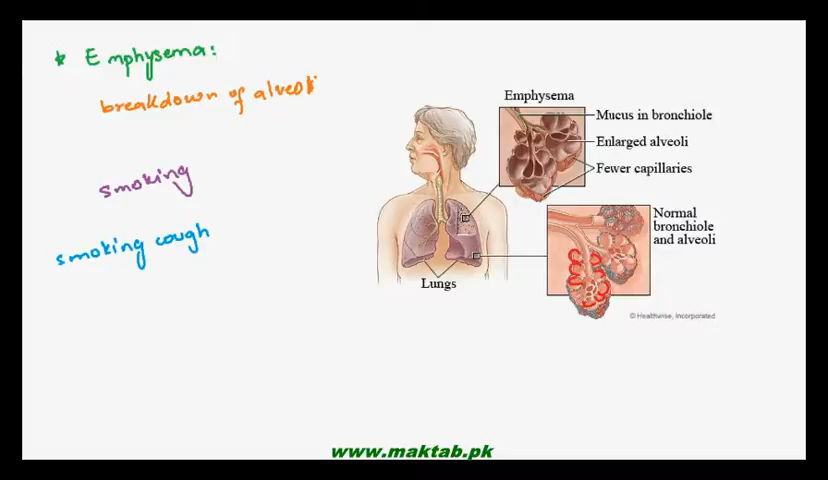 * Emphysema:
breakdown of alveoli
smoking
smoking cough
Emphysema
Mucus in bronchiole
Enlarged alveoli
Fewer capillaries
Normal
bronchiole
and alveoli
Lungs
© Healthwise, Incorporated
www.maktab.pk